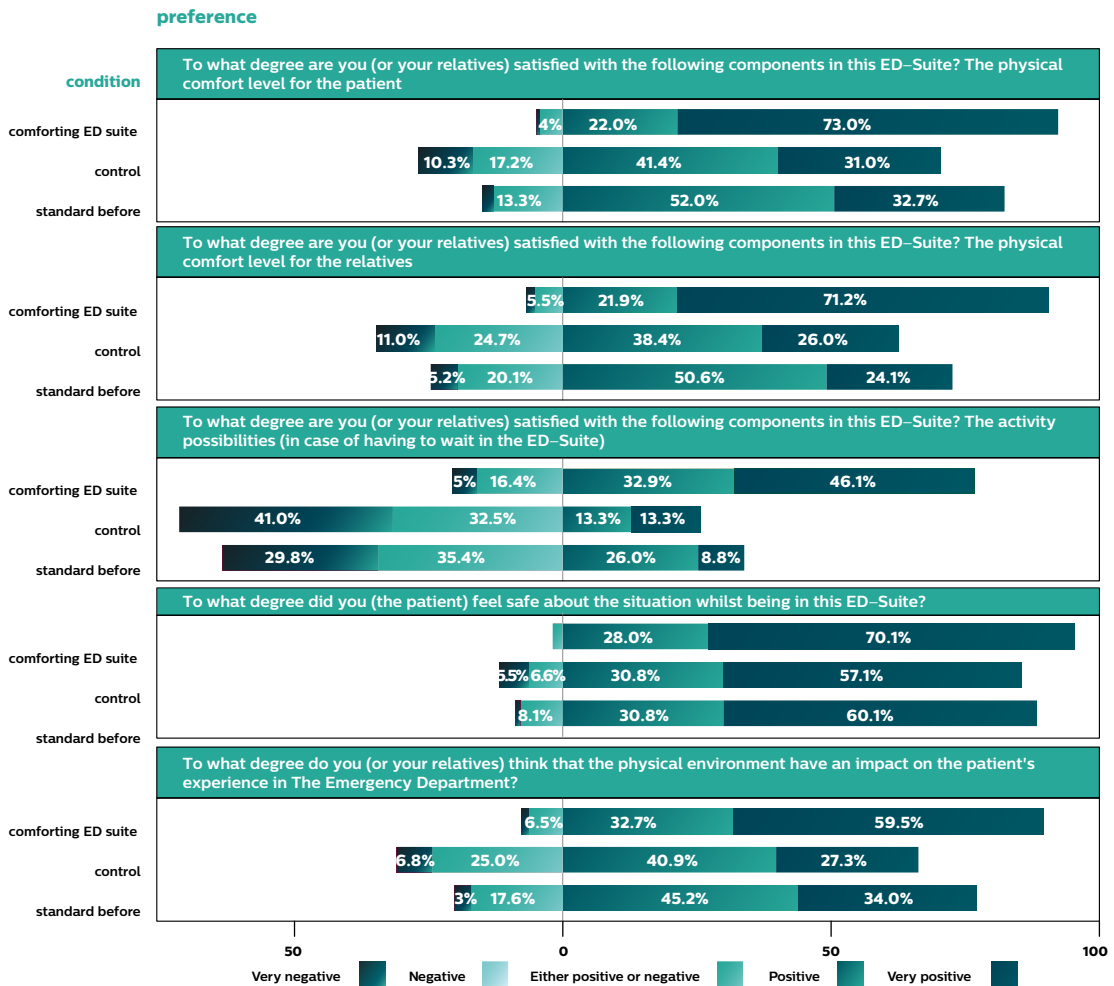 preference
condition
To what degree are you (or your relatives) satisfied with the following components in this ED–Suite? The physical
comfort level for the patient
comforting ED suite
4% 22.0% 73.0%
control
10.3% 17.2% 41.4% 31.0%
standard before
13.3% 52.0% 32.7%
To what degree are you (or your relatives) satisfied with the following components in this ED–Suite? The physical
comfort level for the relatives
comforting ED suite
5.5% 21.9% 71.2%
control
11.0% 24.7% 38.4% 26.0%
standard before
5.2% 20.1% 50.6% 24.1%
To what degree are you (or your relatives) satisfied with the following components in this ED–Suite? The activity
possibilities (in case of having to wait in the ED–Suite)
comforting ED suite
5% 16.4% 32.9% 46.1%
control
41.0% 32.5% 13.3% 13.3%
standard before
29.8% 35.4% 26.0% 8.8%
To what degree did you (the patient) feel safe about the situation whilst being in this ED–Suite?
comforting ED suite
28.0% 70.1%
control
5.5% 6.6% 30.8% 57.1%
standard before
8.1% 30.8% 60.1%
To what degree do you (or your relatives) think that the physical environment have an impact on the patient's
experience in The Emergency Department?
comforting ED suite
6.5% 32.7% 59.5%
control
6.8% 25.0% 40.9% 27.3%
standard before
3% 17.6% 45.2% 34.0%
50 0 50 100
Very negative Negative Either positive or negative Positive Very positive